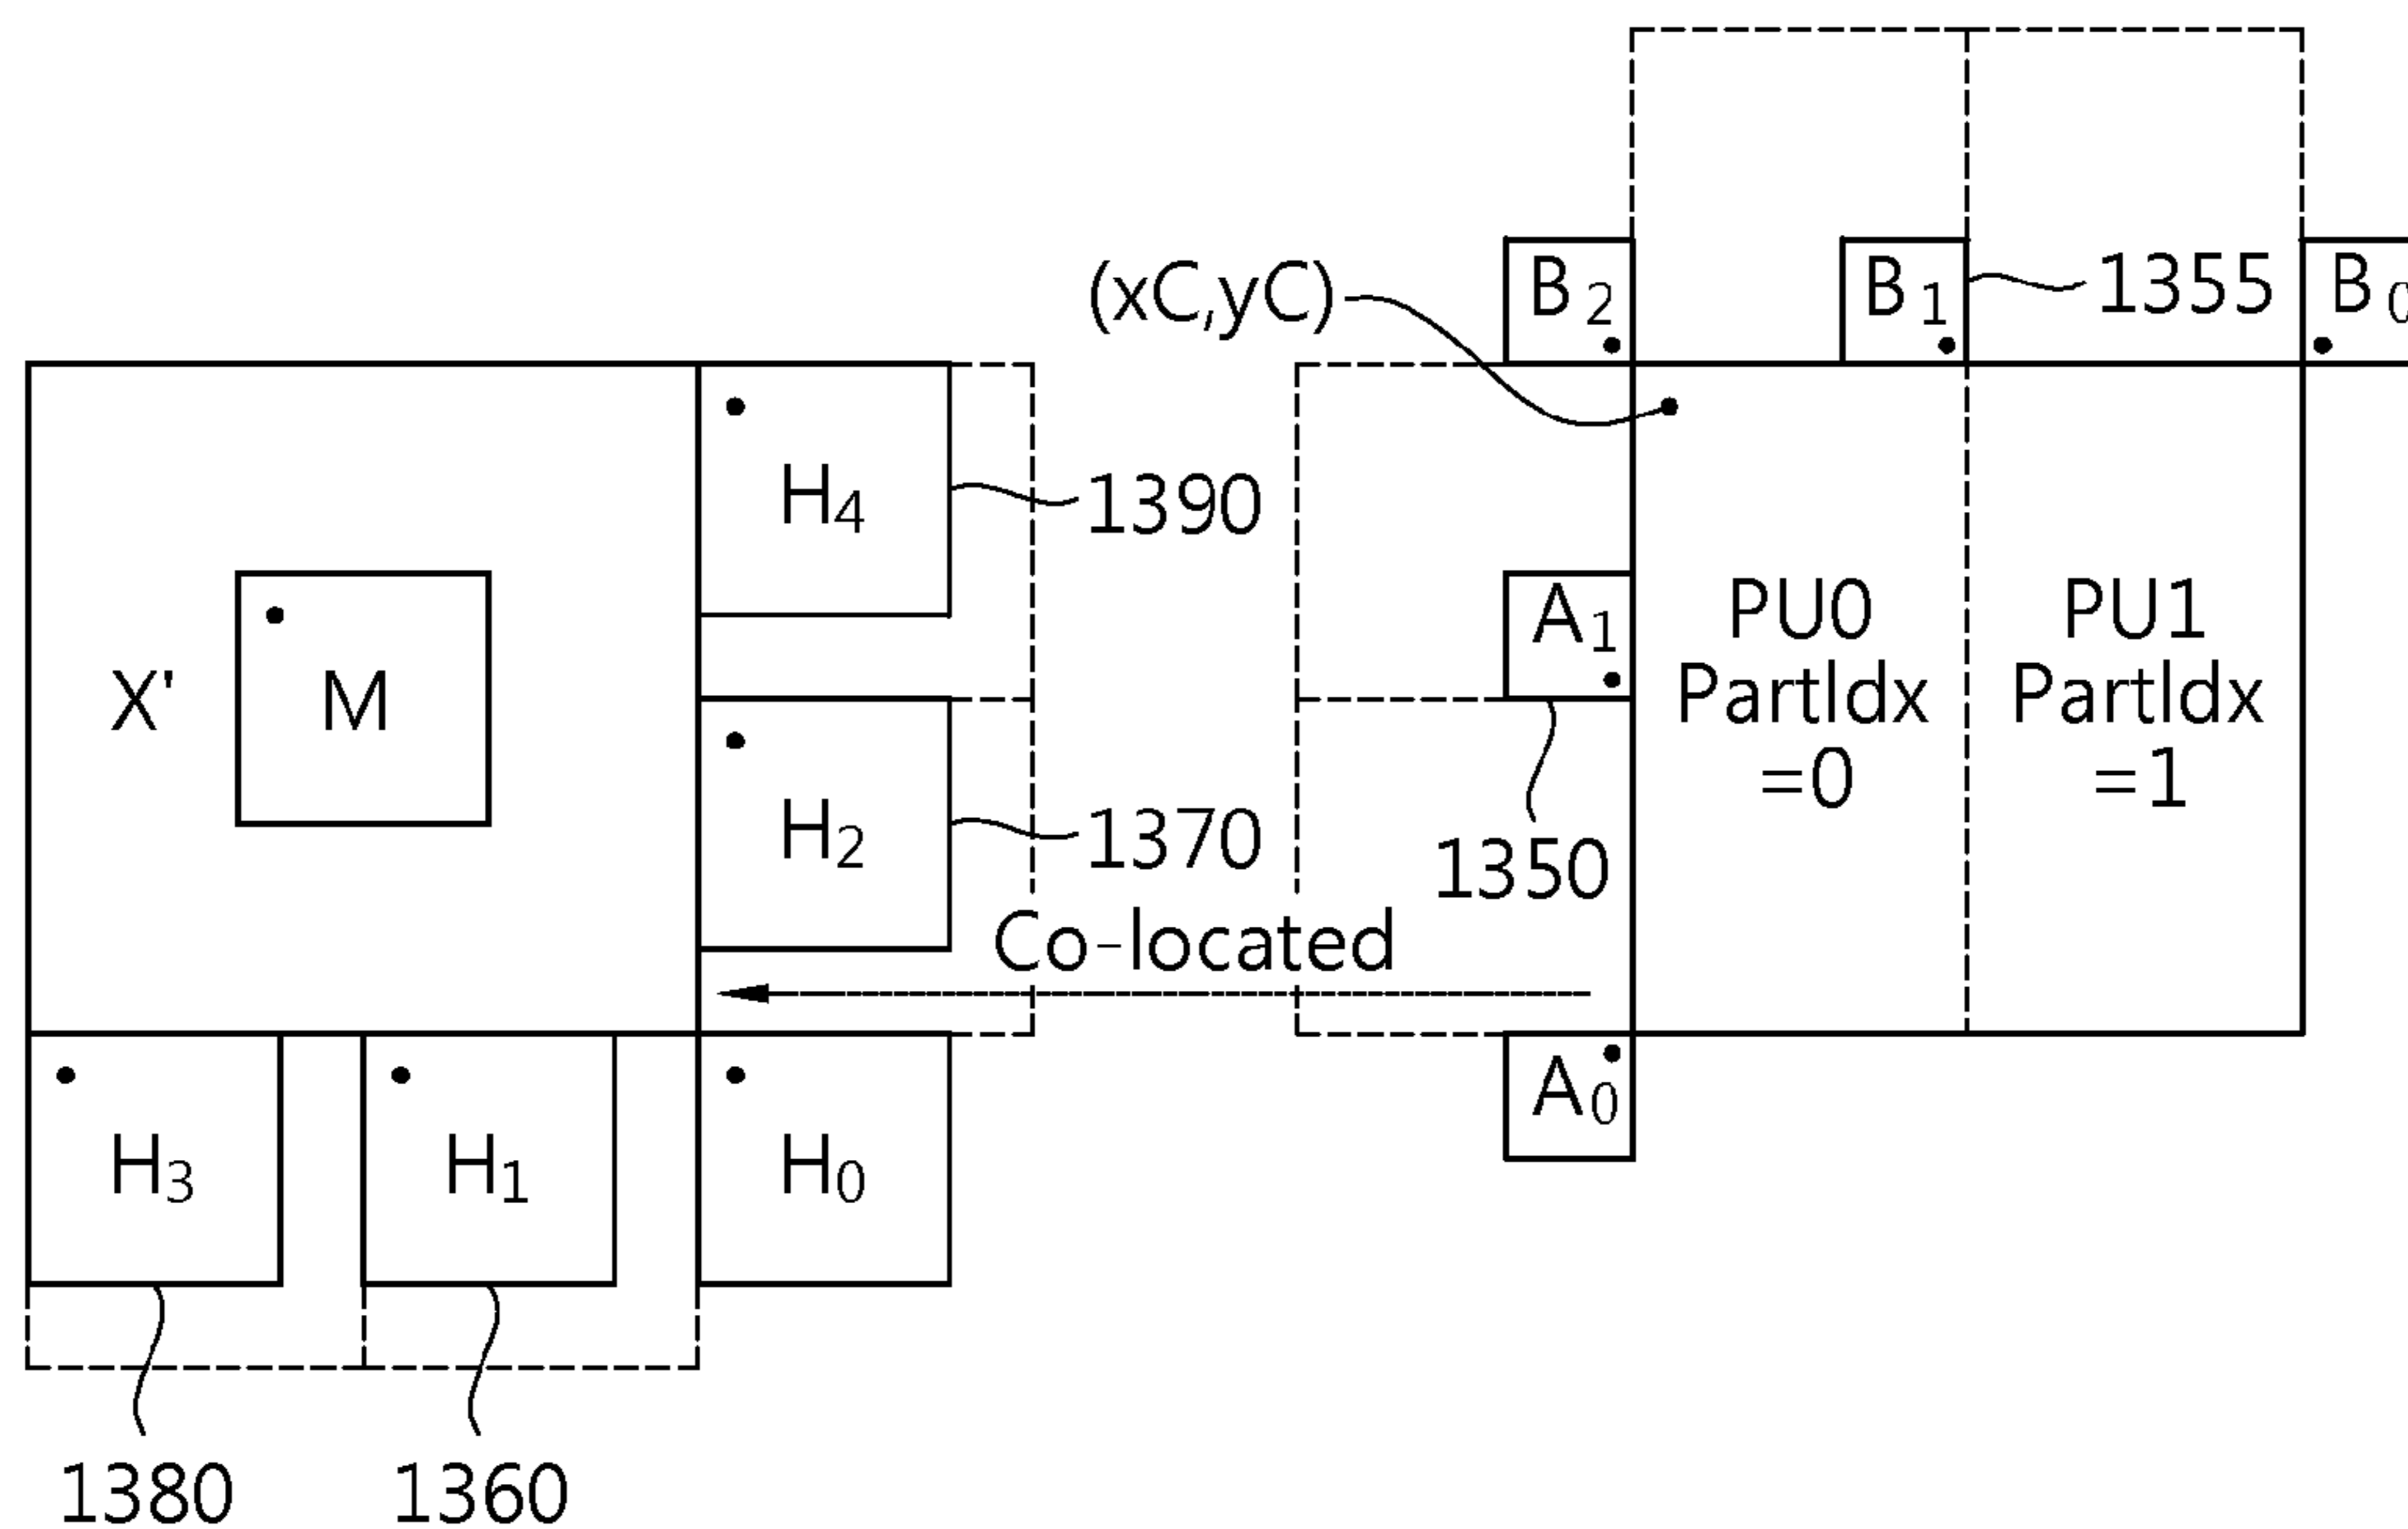 B₂
B₁
1355
B₀
(xC,yC)
H₄
1390
A₁
PU0
PartIdx
=0
PU1
PartIdx
=1
X'
M
H₂
1370
1350
Co-located
A₀
H₃
H₁
H₀
1380
1360